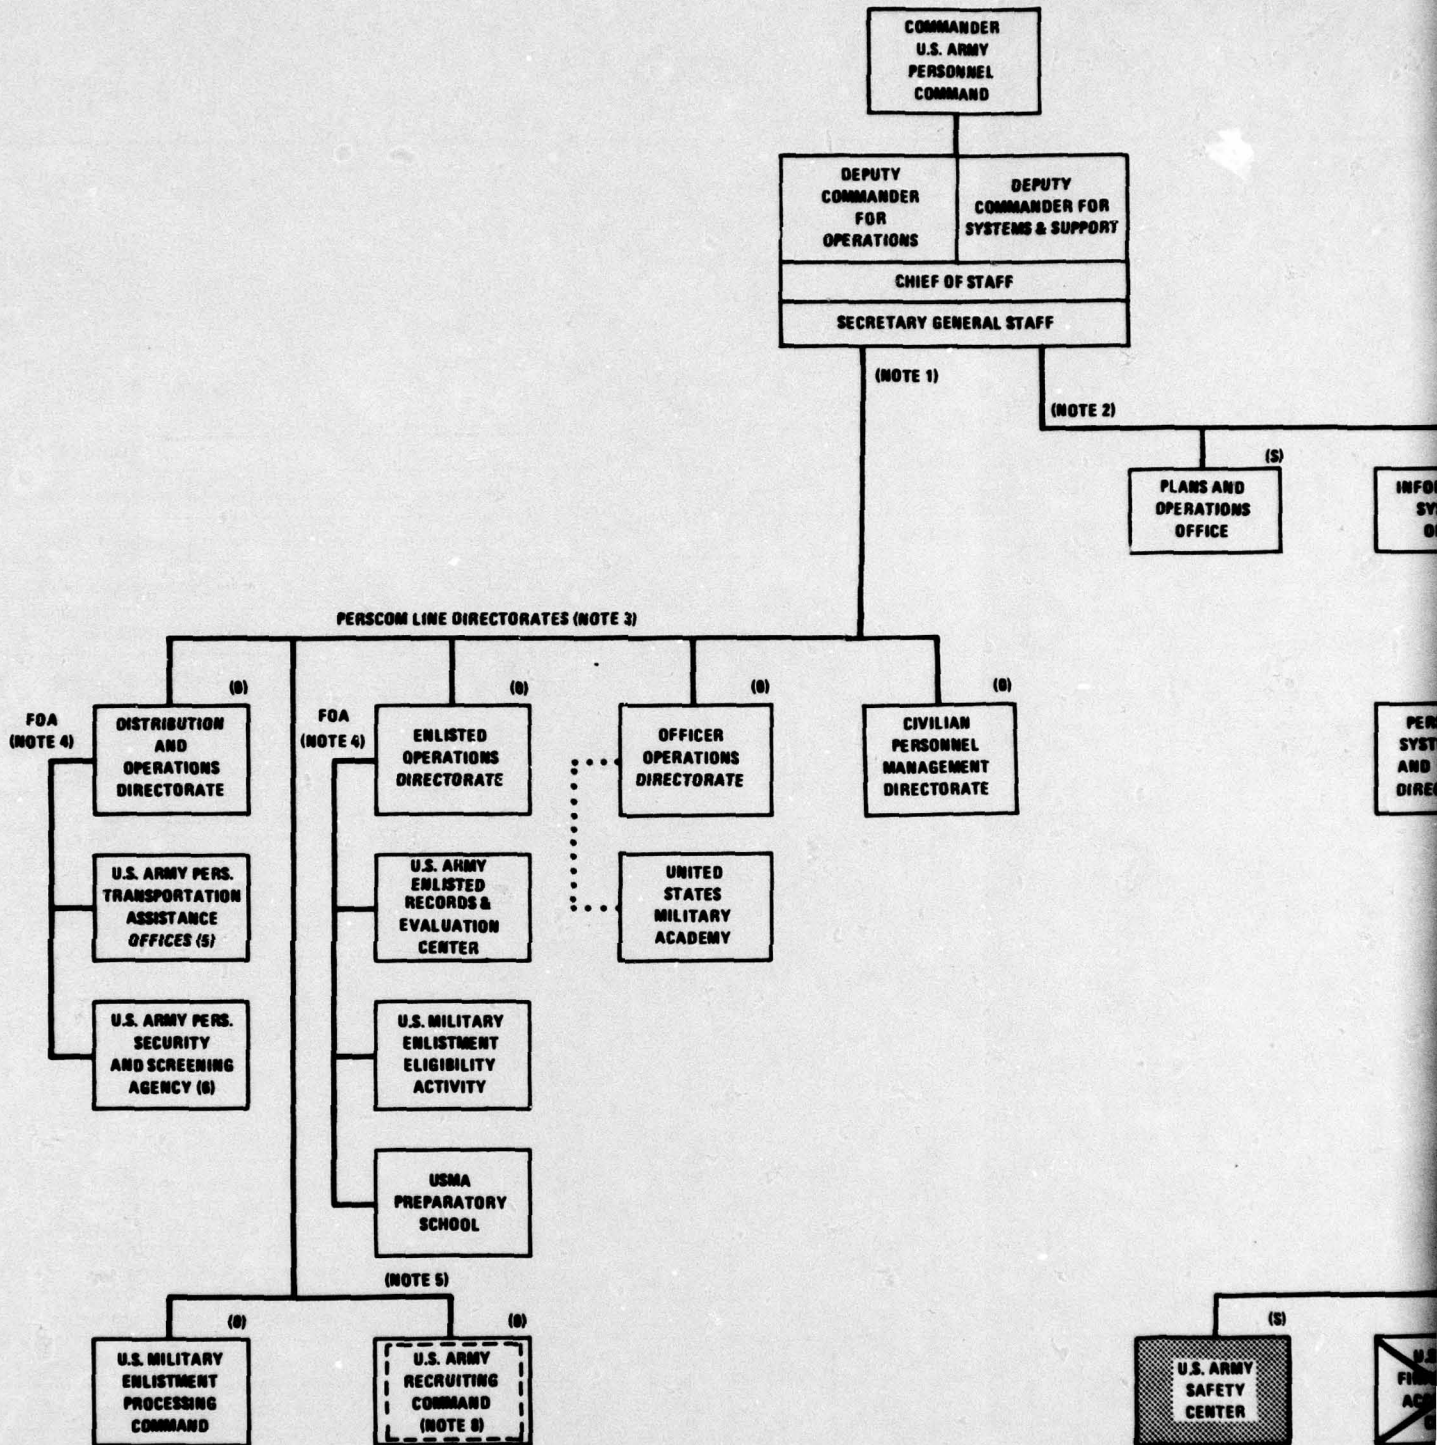 COMMANDER
U.S. ARMY
PERSONNEL
COMMAND
DEPUTY
COMMANDER
FOR
OPERATIONS
DEPUTY
COMMANDER FOR
SYSTEMS & SUPPORT
CHIEF OF STAFF
SECRETARY GENERAL STAFF
(NOTE 1)
(NOTE 2)
(S)
PLANS AND
OPERATIONS
OFFICE
PERSCOM LINE DIRECTORATES (NOTE 3)
FOA
(NOTE 4)
(O)
DISTRIBUTION
AND
OPERATIONS
DIRECTORATE
U.S. ARMY PERS.
TRANSPORTATION
ASSISTANCE
OFFICES (5)
U.S. ARMY PERS.
SECURITY
AND SCREENING
AGENCY (6)
FOA
(NOTE 4)
(O)
ENLISTED
OPERATIONS
DIRECTORATE
U.S. ARMY
ENLISTED
RECORDS &
EVALUATION
CENTER
U.S. MILITARY
ENLISTMENT
ELIGIBILITY
ACTIVITY
USMA
PREPARATORY
SCHOOL
(O)
OFFICER
OPERATIONS
DIRECTORATE
UNITED
STATES
MILITARY
ACADEMY
(O)
CIVILIAN
PERSONNEL
MANAGEMENT
DIRECTORATE
(NOTE 5)
(O)
U.S. MILITARY
ENLISTMENT
PROCESSING
COMMAND
(O)
U.S. ARMY
RECRUITING
COMMAND
(NOTE 8)
(S)
U.S. ARMY
SAFETY
CENTER
AND